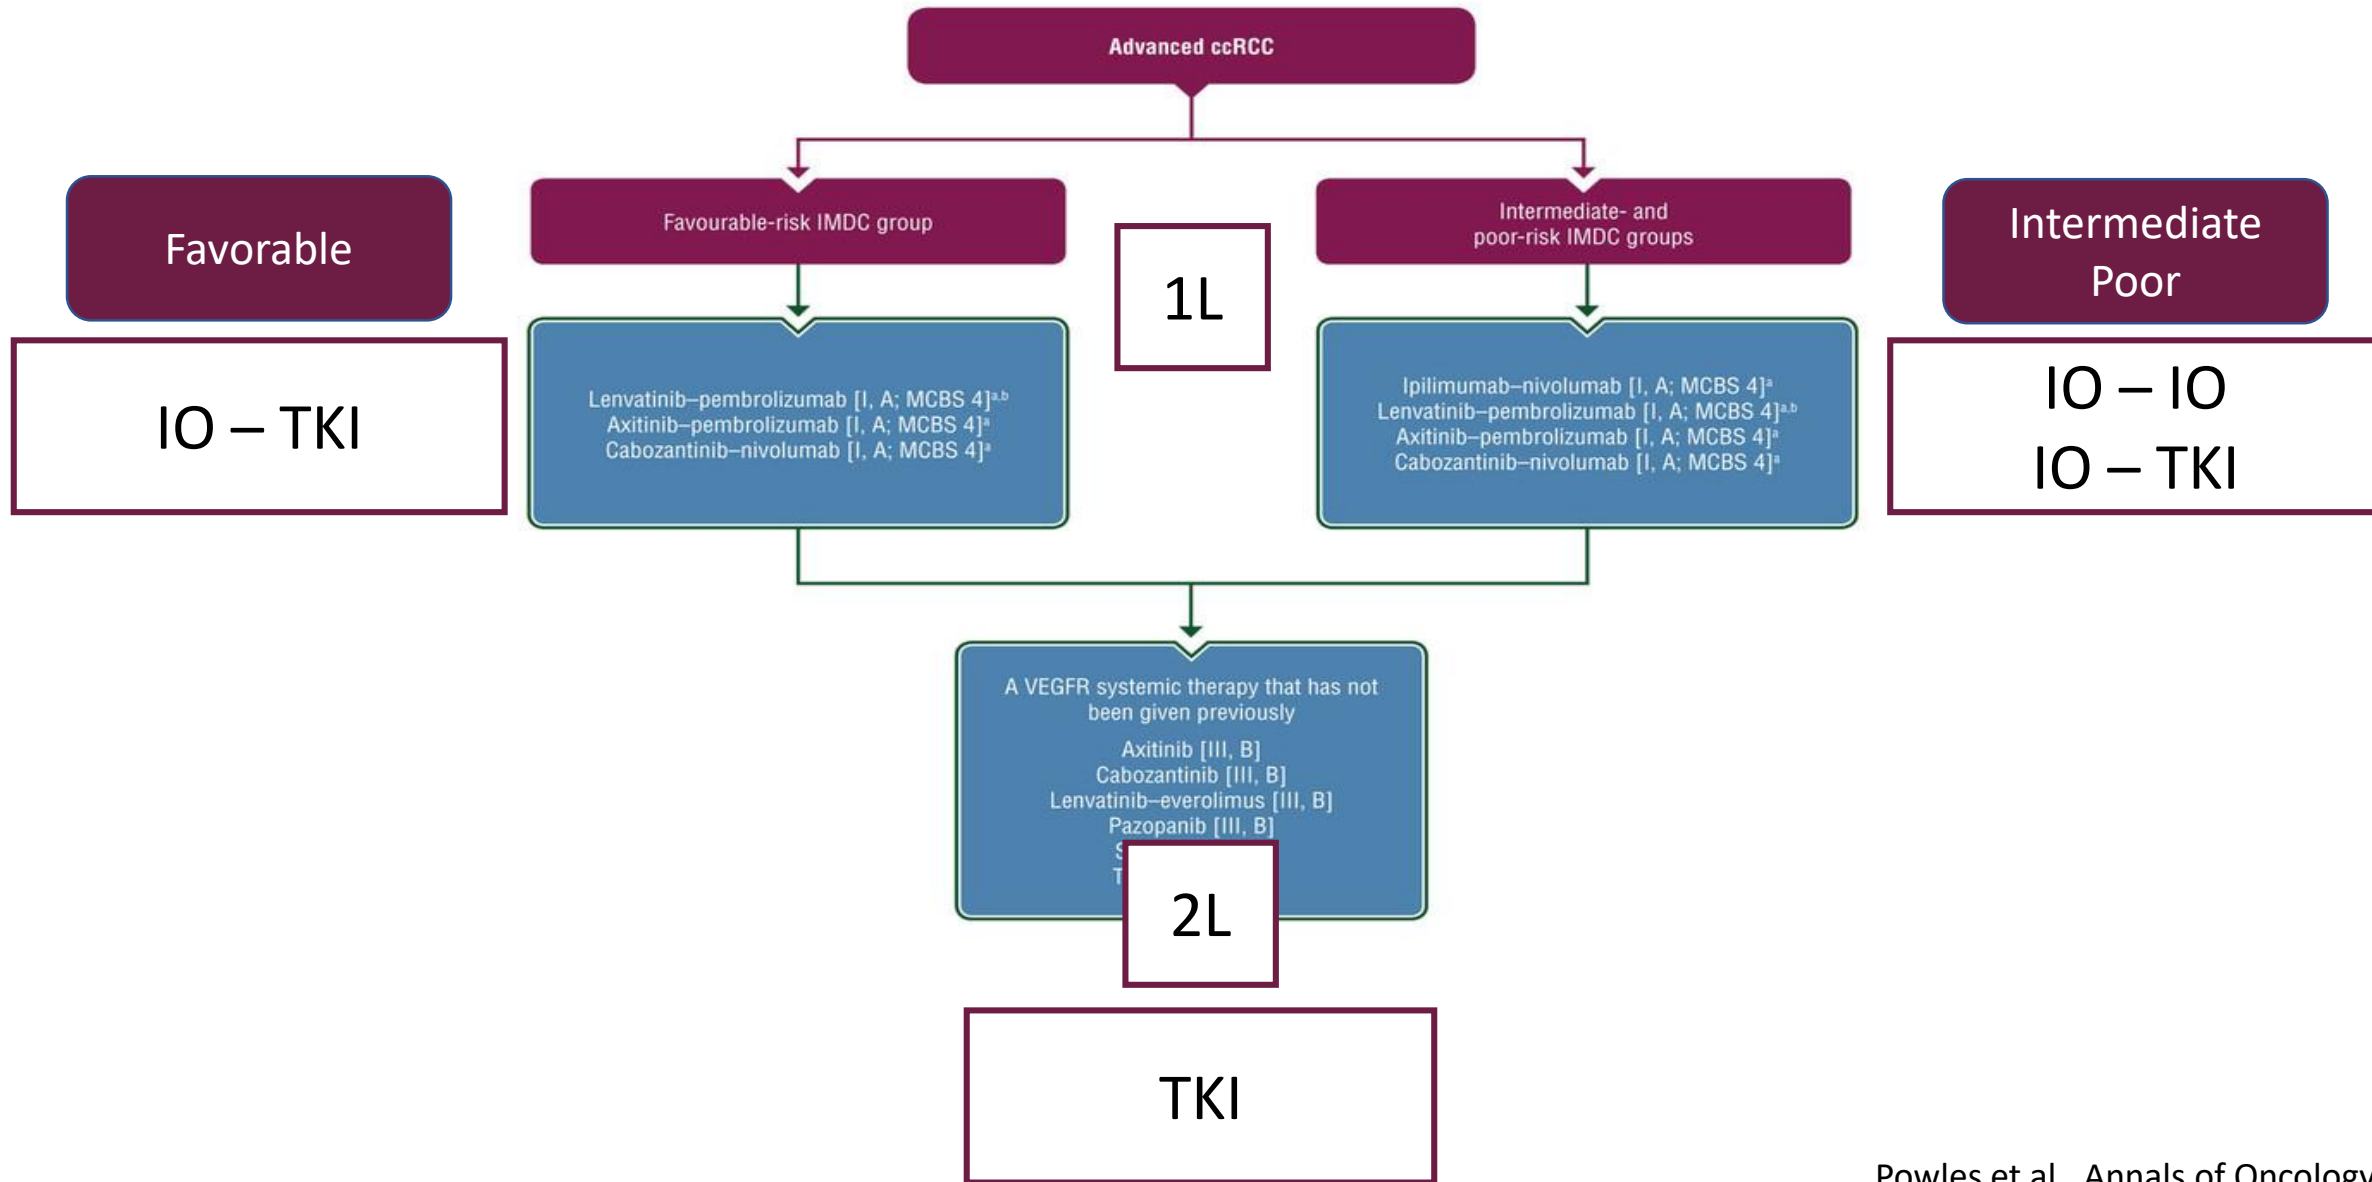 Advanced ccRCC
Favorable
Favourable-risk IMDC group
1L
Intermediate- and
poor-risk IMDC groups
Intermediate
Poor
IO – TKI
Lenvatinib–pembrolizumab [I, A; MCBS 4]a,b
Axitinib–pembrolizumab [I, A; MCBS 4]a
Cabozantinib–nivolumab [I, A; MCBS 4]a
Ipilimumab–nivolumab [I, A; MCBS 4]a
Lenvatinib–pembrolizumab [I, A; MCBS 4]a,b
Axitinib–pembrolizumab [I, A; MCBS 4]a
Cabozantinib–nivolumab [I, A; MCBS 4]a
IO – IO
IO – TKI
A VEGFR systemic therapy that has not
been given previously
Axitinib [III, B]
Cabozantinib [III, B]
Lenvatinib–everolimus [III, B]
Pazopanib [III, B]
2L
TKI
Powles et al., Annals of Oncology